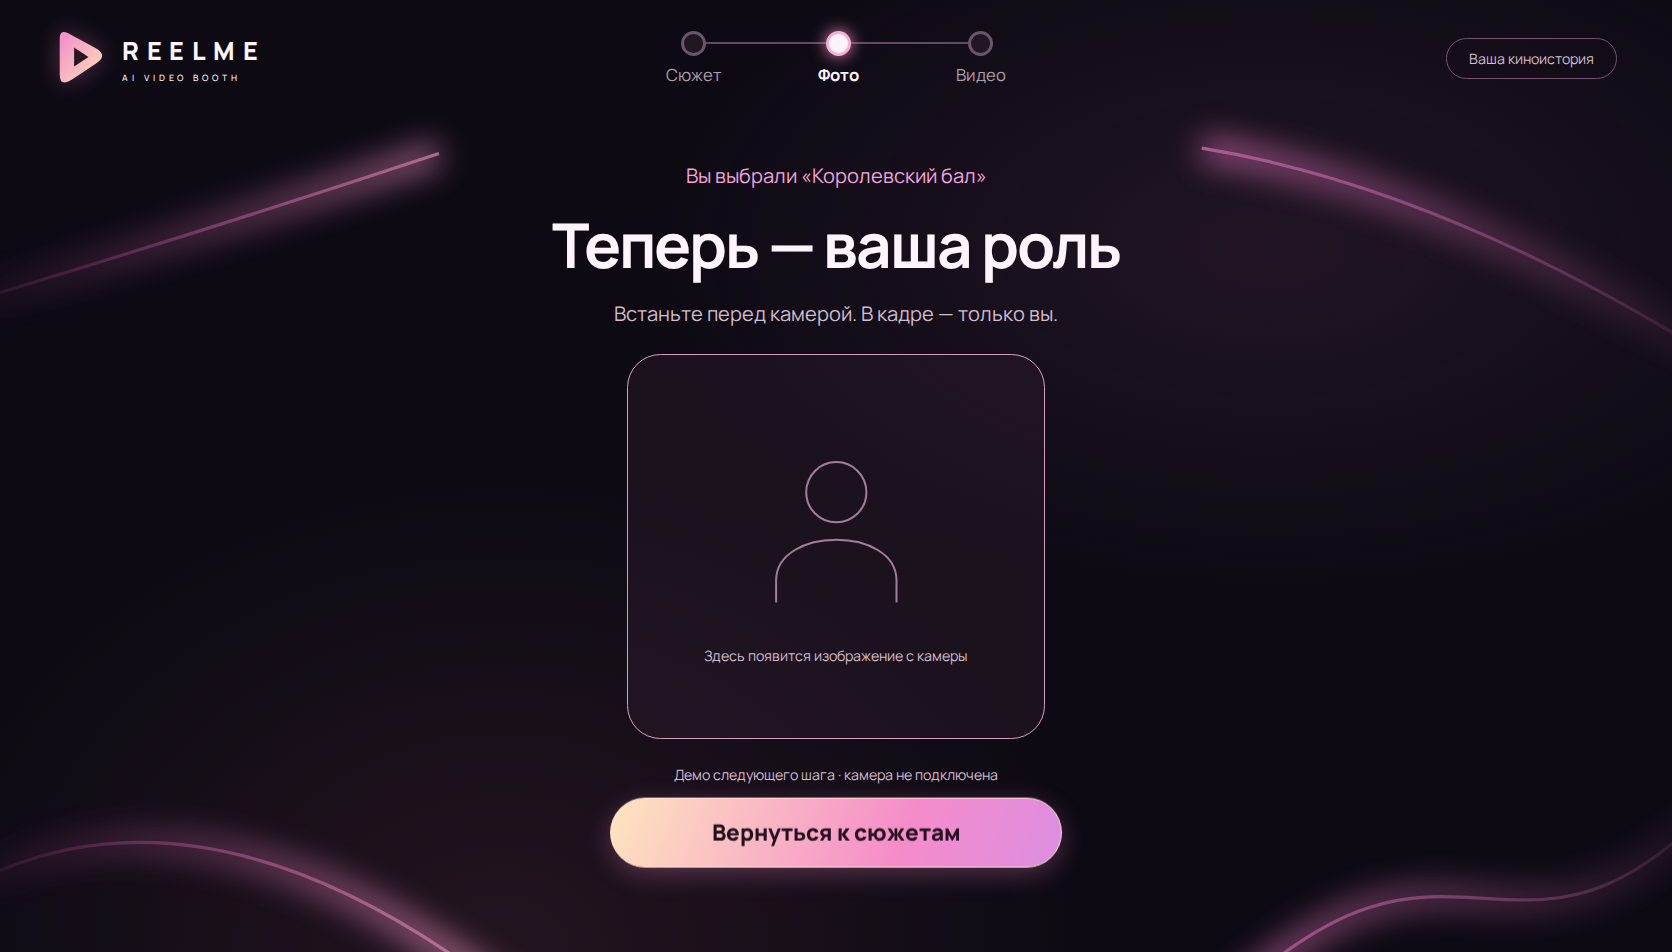 REELME
AI VIDEO BOOTH
Сюжет
Фото
Видео
Ваша киноистория
Вы выбрали «Королевский бал»
Теперь — ваша роль
Встаньте перед камерой. В кадре — только вы.
Здесь появится изображение с камеры
Демо следующего шага · камера не подключена
Вернуться к сюжетам